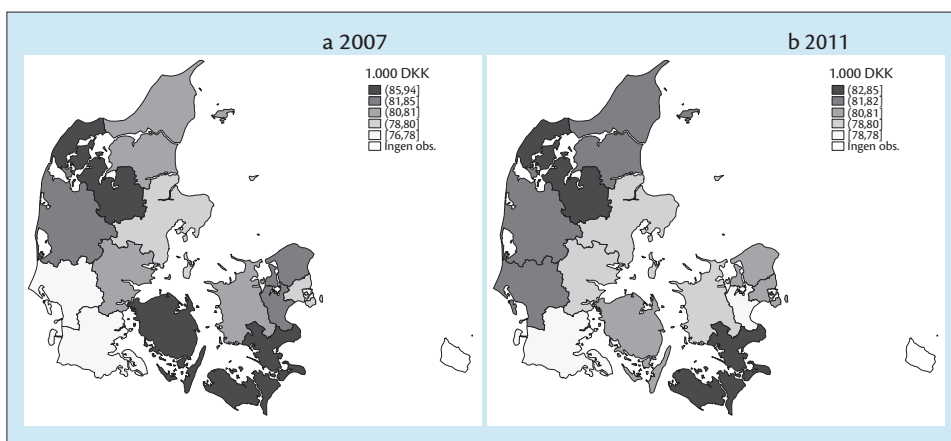 a 2007
1.000 DKK
(85,94]
(81,85]
(80,81]
(78,80]
[76,78]
Ingen obs.
b 2011
1.000 DKK
(82,85]
(81,82]
(80,81]
(78,80]
[78,78]
Ingen obs.